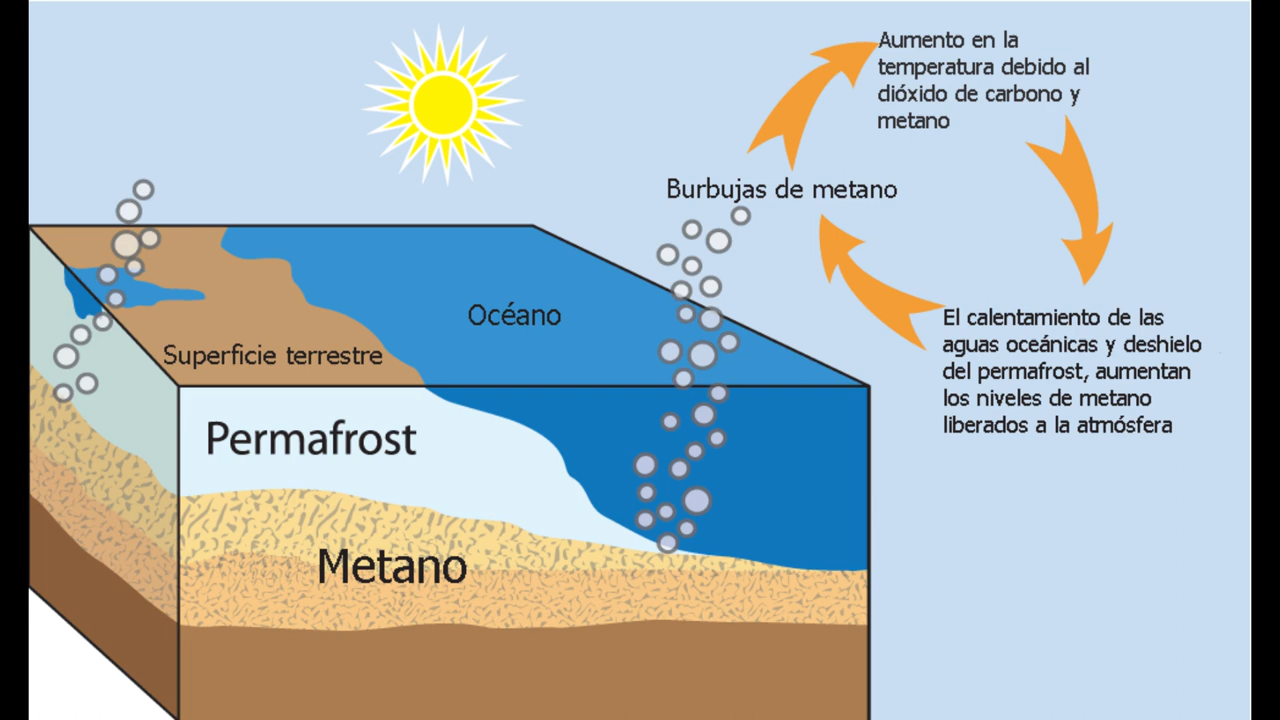 Aumento en la
temperatura debido al
dióxido de carbono y
metano
Burbujas de metano
El calentamiento de las
aguas oceánicas y deshielo
del permafrost, aumentan
los niveles de metano
liberados a la atmósfera
Océano
Superficie terrestre
Permafrost
Metano